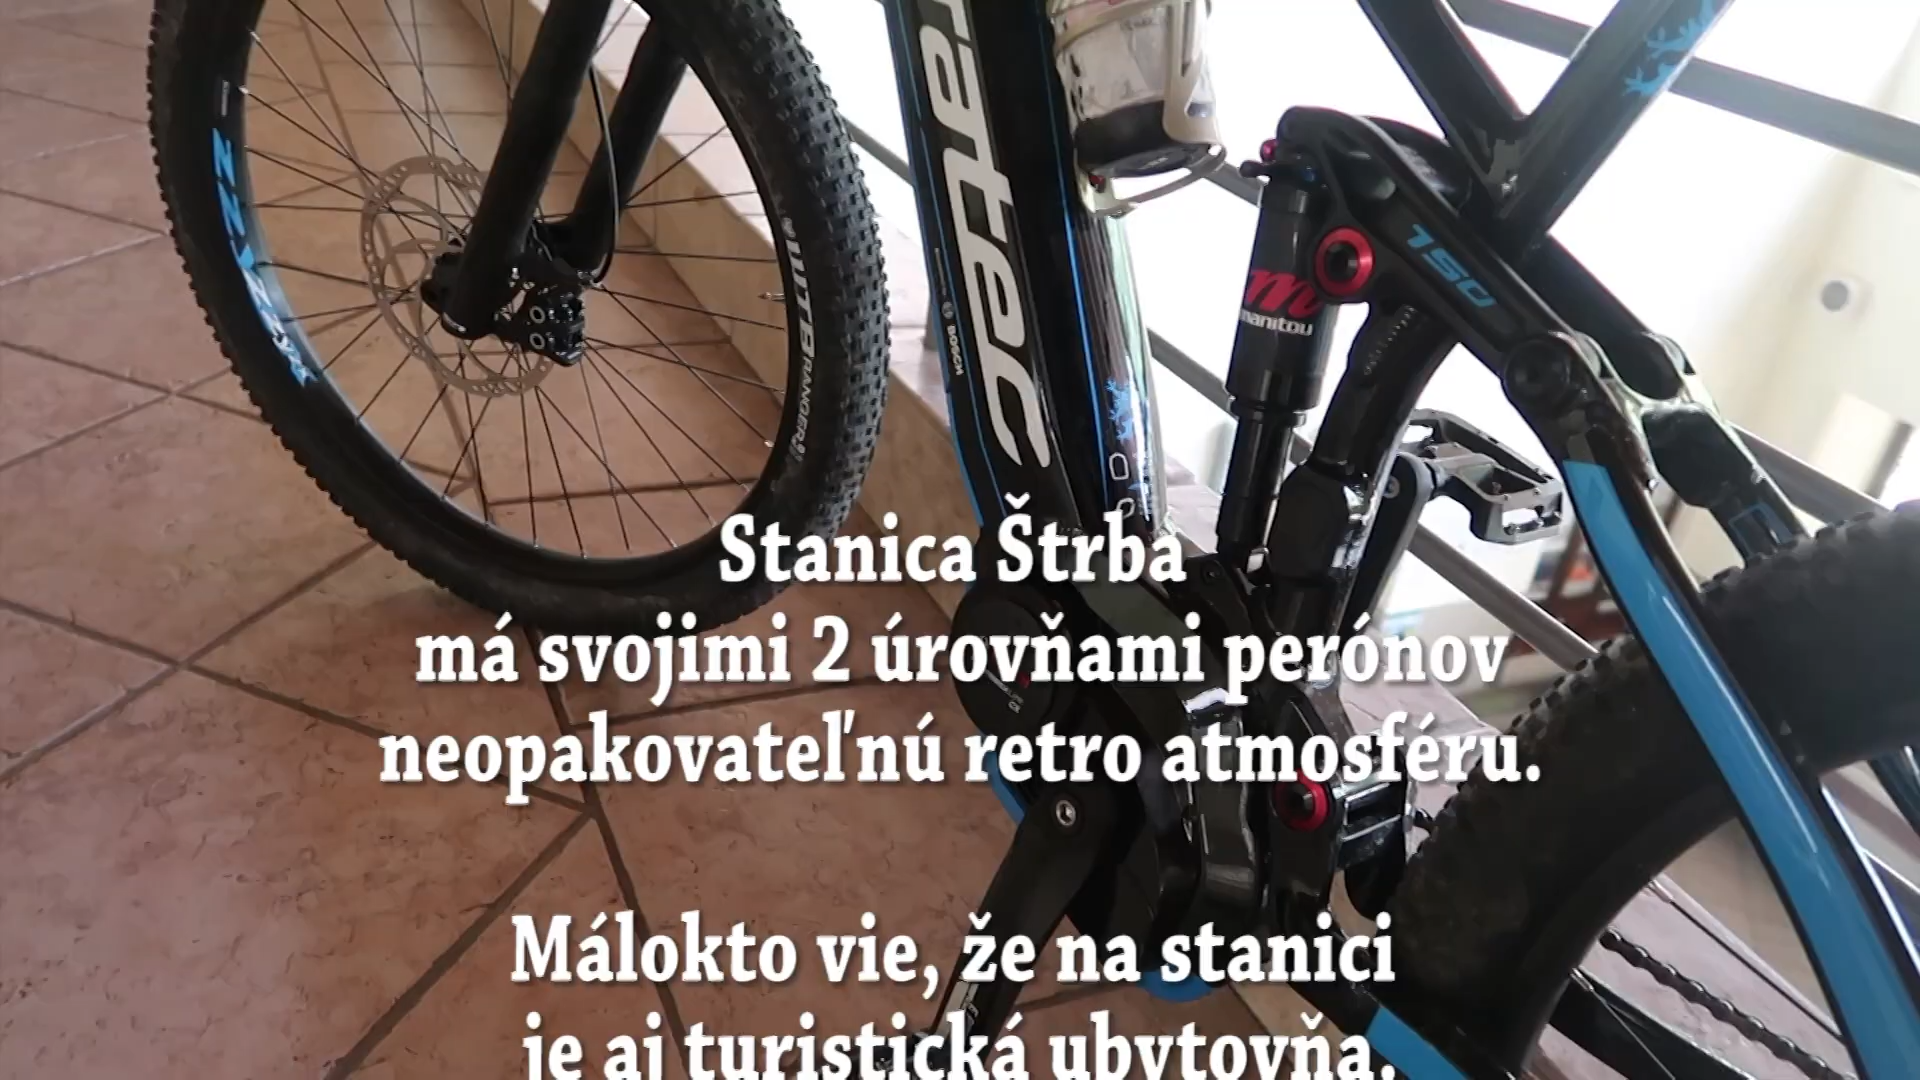 ratec
BOSCH
manitou
150
Stanica Štrba
má svojimi 2 úrovňami perónov
neopakovateľnú retro atmosféru.
Málokto vie, že na stanici
je aj turistická ubytovňa.